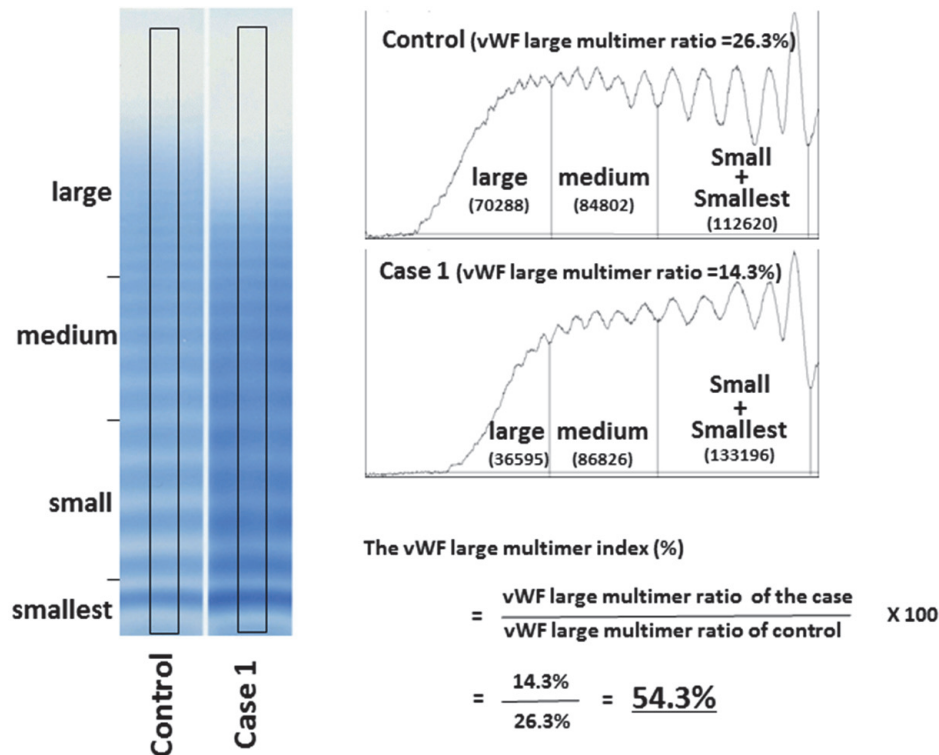 large
medium
small
smallest
Control
Case 1
Control (vWF large multimer ratio =26.3%)
large
(70288)
medium
(84802)
Small
+
Smallest
(112620)
Case 1 (vWF large multimer ratio =14.3%)
large
(36595)
medium
(86826)
Small
+
Smallest
(133196)
The vWF large multimer index (%)
= vWF large multimer ratio of the case X 100
vWF large multimer ratio of control
= 14.3% = 54.3%
26.3%